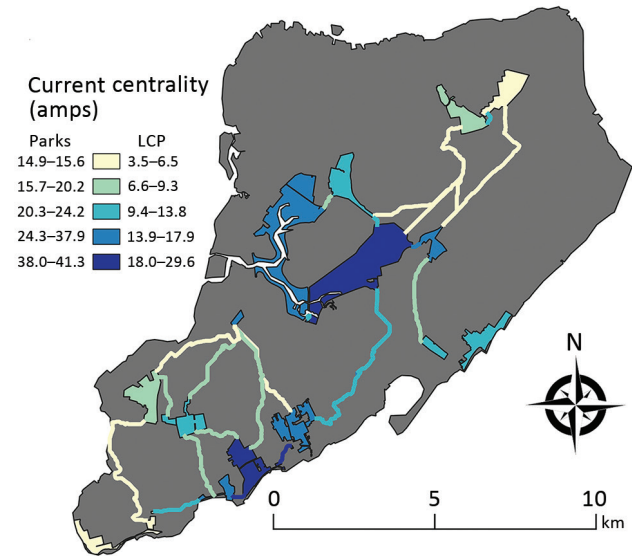 Current centrality
(amps)
Parks LCP
14.9–15.6 3.5–6.5
15.7–20.2 6.6–9.3
20.3–24.2 9.4–13.8
24.3–37.9 13.9–17.9
38.0–41.3 18.0–29.6
N
0 5 10
km